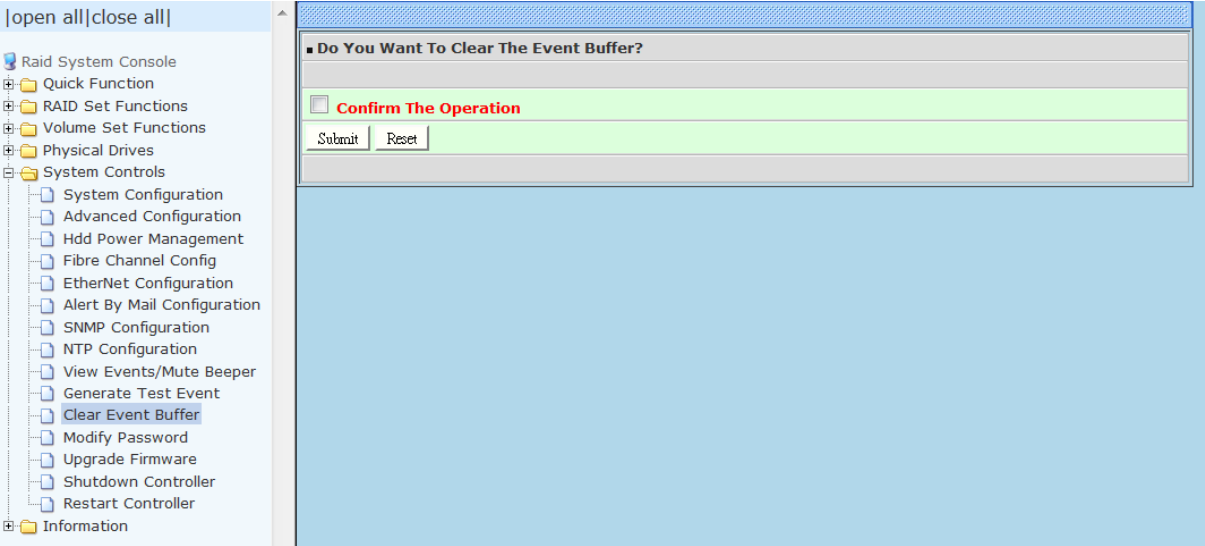 |open all|close all|
Raid System Console
Quick Function
RAID Set Functions
Volume Set Functions
Physical Drives
System Controls
System Configuration
Advanced Configuration
Hdd Power Management
Fibre Channel Config
EtherNet Configuration
Alert By Mail Configuration
SNMP Configuration
NTP Configuration
View Events/Mute Beeper
Generate Test Event
Clear Event Buffer
Modify Password
Upgrade Firmware
Shutdown Controller
Restart Controller
Information
Do You Want To Clear The Event Buffer?
Confirm The Operation
Submit Reset